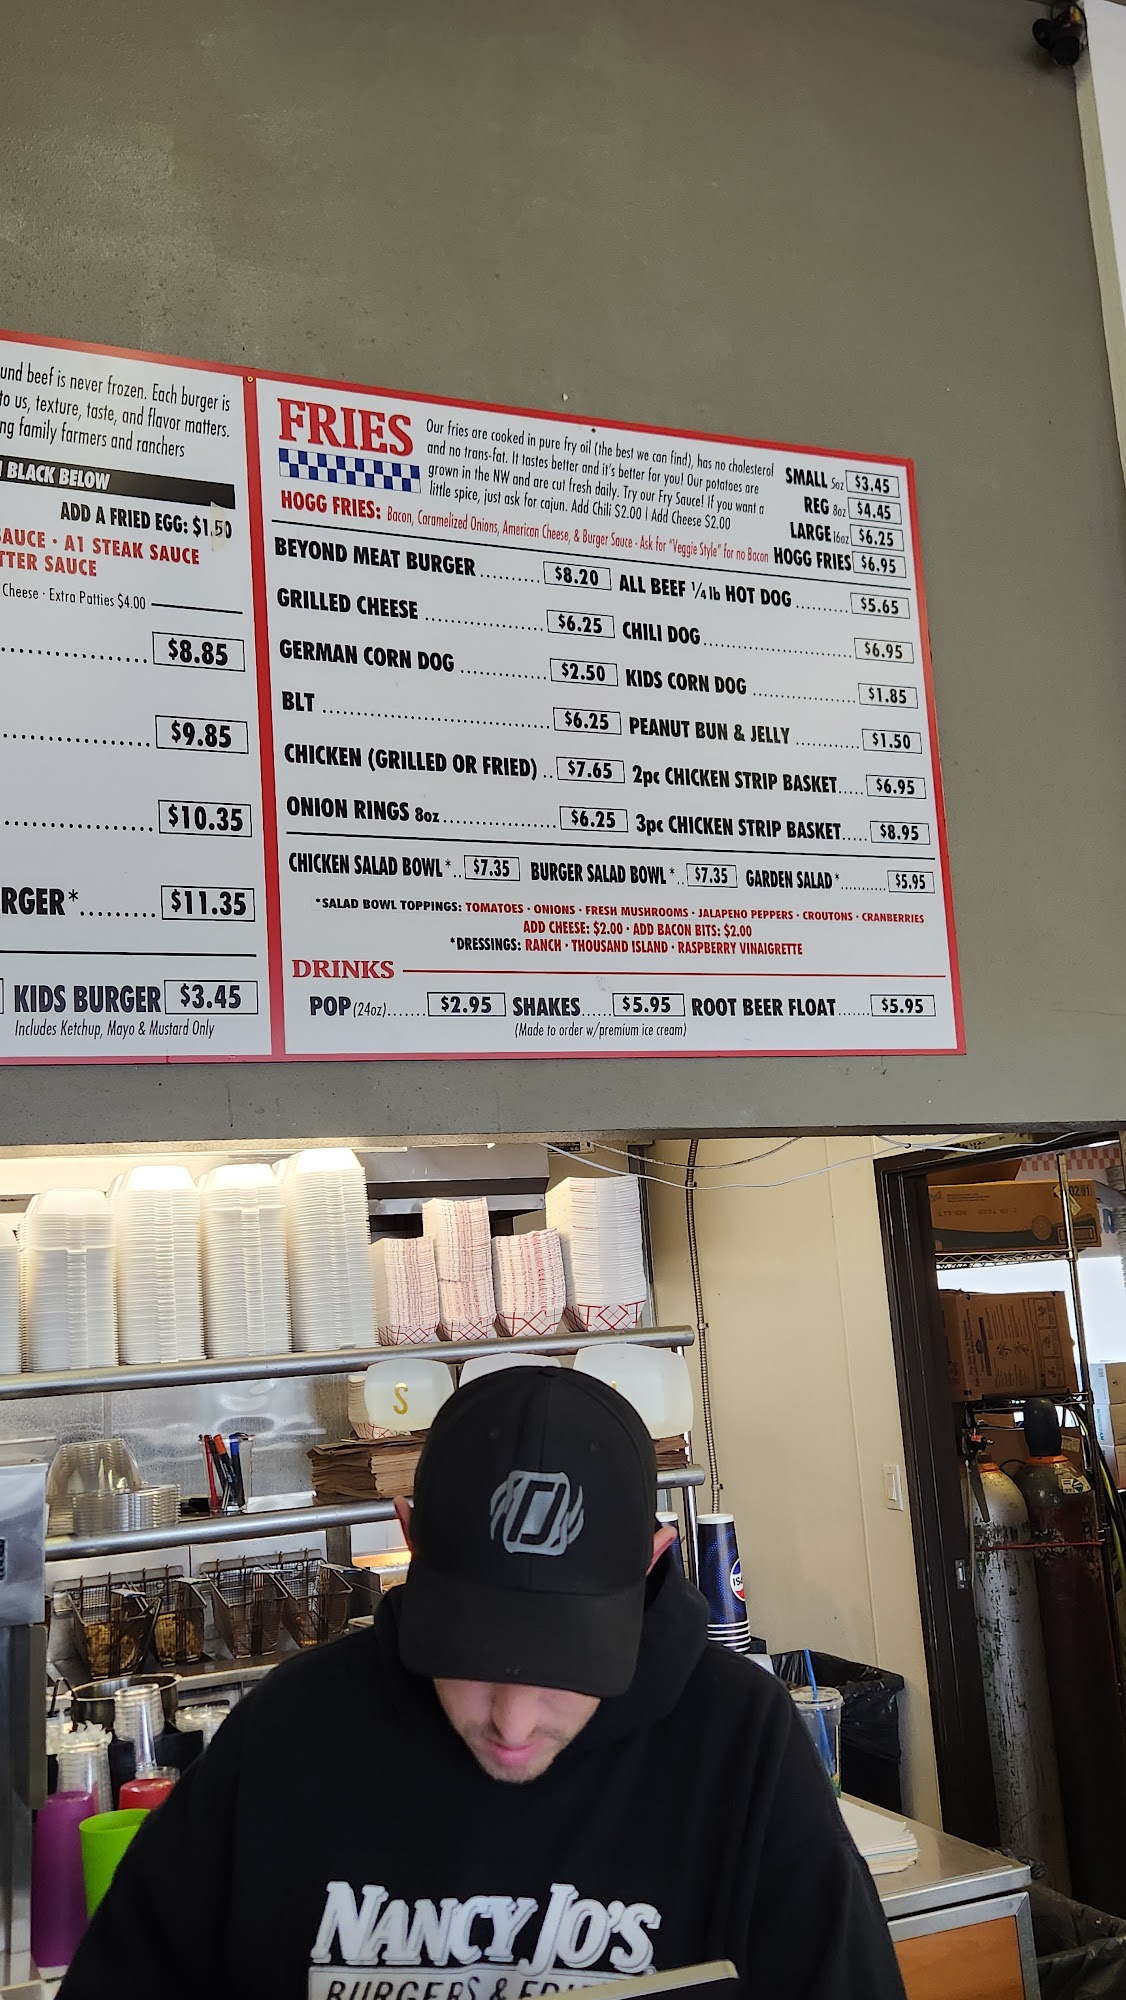 und beef is never frozen. Each burger is
to us, texture, taste, and flavor matters.
ng family farmers and ranchers
BLACK BELOW
ADD A FRIED EGG: $1.50
SAUCE · A1 STEAK SAUCE
TTER SAUCE
Cheese · Extra Patties $4.00
$8.85
$9.85
$10.35
RGER* $11.35
KIDS BURGER $3.45
Includes Ketchup, Mayo & Mustard Only
FRIES
Our fries are cooked in pure fry oil (the best we can find), has no cholesterol
and no trans-fat. It tastes better and it's better for you! Our potatoes are
grown in the NW and are cut fresh daily. Try our Fry Sauce! If you want a
little spice, just ask for cajun. Add Chili $2.00 | Add Cheese $2.00
SMALL 5oz $3.45
REG 8oz $4.45
LARGE 16oz $6.25
HOGG FRIES $6.95
HOGG FRIES: Bacon, Caramelized Onions, American Cheese, & Burger Sauce - Ask for "Veggie Style" for no Bacon
BEYOND MEAT BURGER $8.20 ALL BEEF 1/4 lb HOT DOG $5.65
GRILLED CHEESE $6.25 CHILI DOG $6.95
GERMAN CORN DOG $2.50 KIDS CORN DOG $1.85
BLT $6.25 PEANUT BUN & JELLY $1.50
CHICKEN (GRILLED OR FRIED) $7.65 2pc CHICKEN STRIP BASKET $6.95
ONION RINGS 8oz $6.25 3pc CHICKEN STRIP BASKET $8.95
CHICKEN SALAD BOWL* $7.35 BURGER SALAD BOWL* $7.35 GARDEN SALAD* $5.95
*SALAD BOWL TOPPINGS: TOMATOES · ONIONS · FRESH MUSHROOMS · JALAPENO PEPPERS · CROUTONS · CRANBERRIES
ADD CHEESE: $2.00 · ADD BACON BITS: $2.00
*DRESSINGS: RANCH · THOUSAND ISLAND · RASPBERRY VINAIGRETTE
DRINKS
POP (24oz) $2.95 SHAKES $5.95 ROOT BEER FLOAT $5.95
(Made to order w/premium ice cream)
S
D
NANCY JO'S
BURGERS &